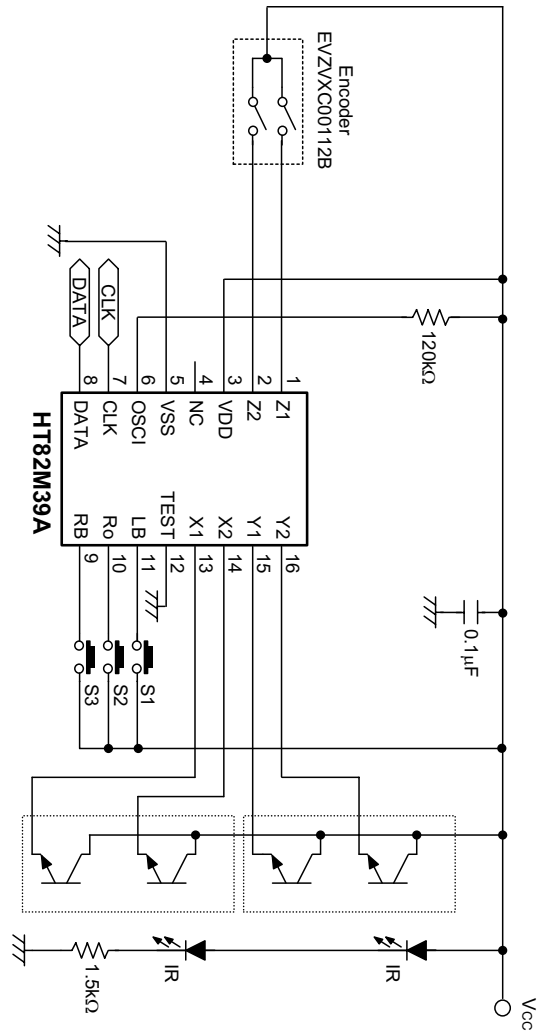 Encoder
EVZVXC00112B
VCC
120kΩ
0.1µF
CLK
DATA
1 Z1
2 Z2
3 VDD
4 NC
5 VSS
6 OSCI
7 CLK
8 DATA
Y2 16
Y1 15
X2 14
X1 13
TEST 12
LB 11
Ro 10
RB 9
HT82M39A
S1
S2
S3
IR
IR
1.5kΩ